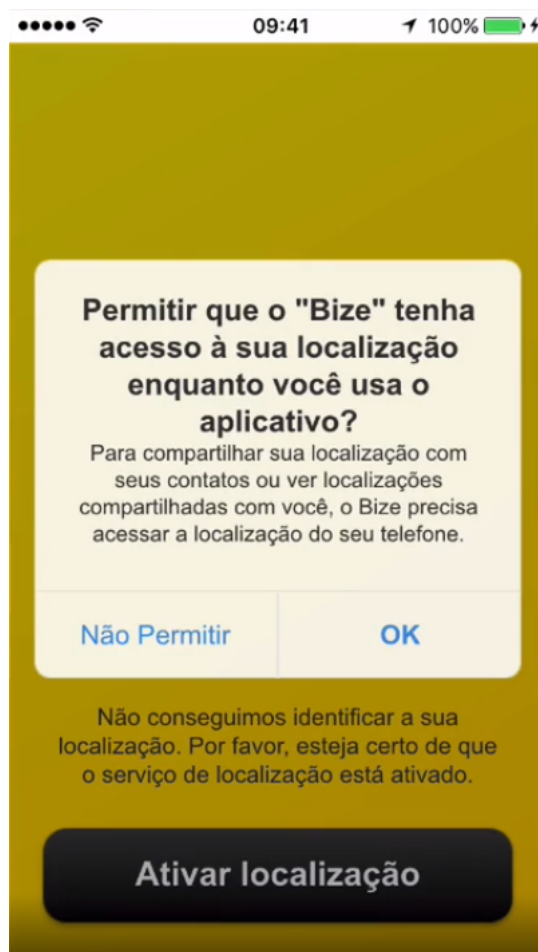 09:41
100%
Permitir que o "Bize" tenha
acesso à sua localização
enquanto você usa o
aplicativo?
Para compartilhar sua localização com
seus contatos ou ver localizações
compartilhadas com você, o Bize precisa
acessar a localização do seu telefone.
Não Permitir
OK
Não conseguimos identificar a sua
localização. Por favor, esteja certo de que
o serviço de localização está ativado.
Ativar localização